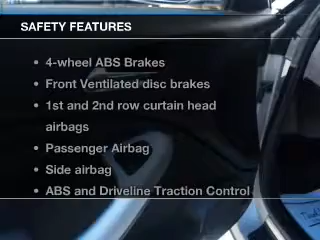 SAFETY FEATURES
• 4-wheel ABS Brakes
• Front Ventilated disc brakes
• 1st and 2nd row curtain head
airbags
• Passenger Airbag
• Side airbag
• ABS and Driveline Traction Control